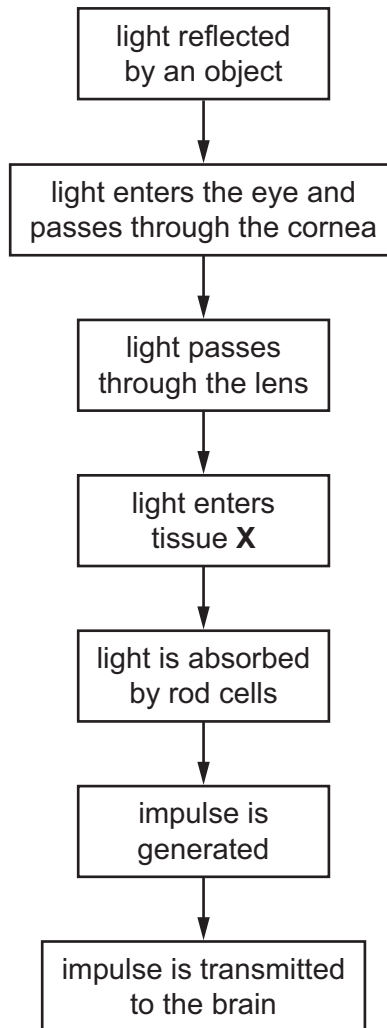 light reflected
by an object
light enters the eye and
passes through the cornea
light passes
through the lens
light enters
tissue X
light is absorbed
by rod cells
impulse is
generated
impulse is transmitted
to the brain